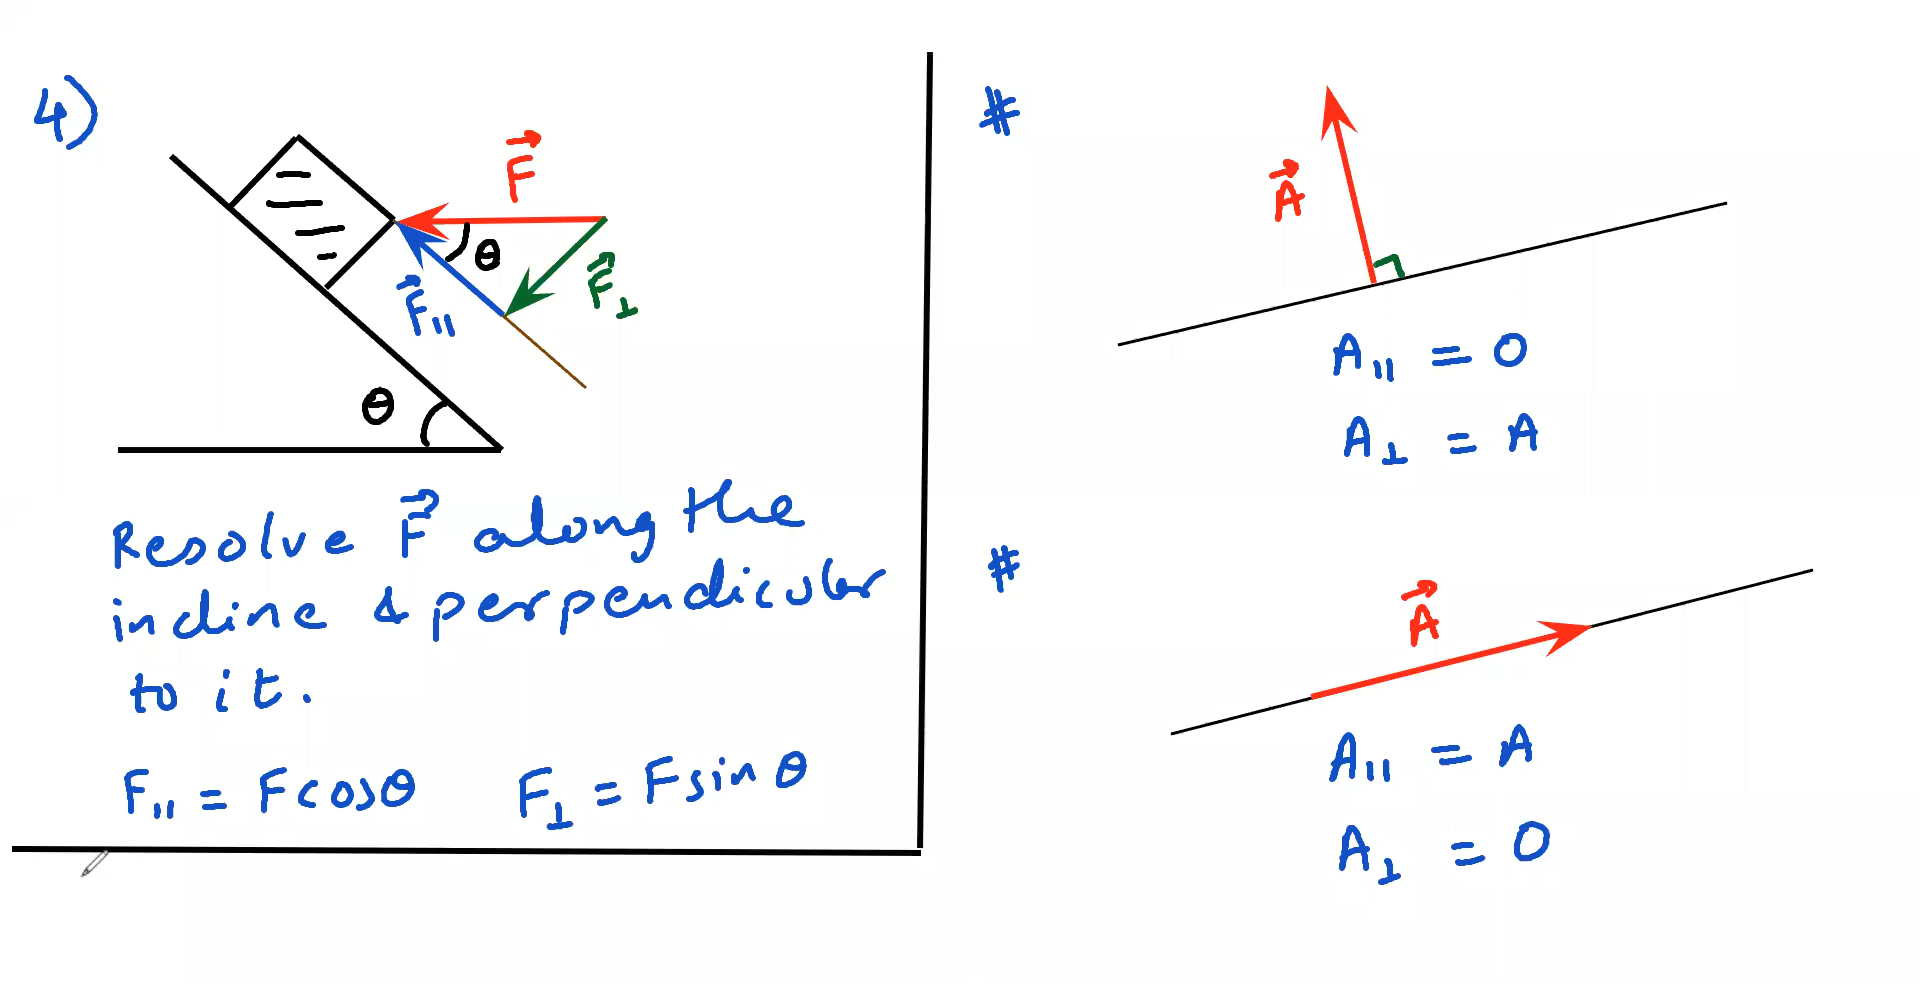 4)
F⃗
θ
F⃗∥
F⃗⊥
θ
Resolve F⃗ along the
incline & perpendicular
to it.
F∥ = Fcosθ F⊥ = Fsinθ
#
A⃗
A∥ = 0
A⊥ = A
#
A⃗
A∥ = A
A⊥ = 0